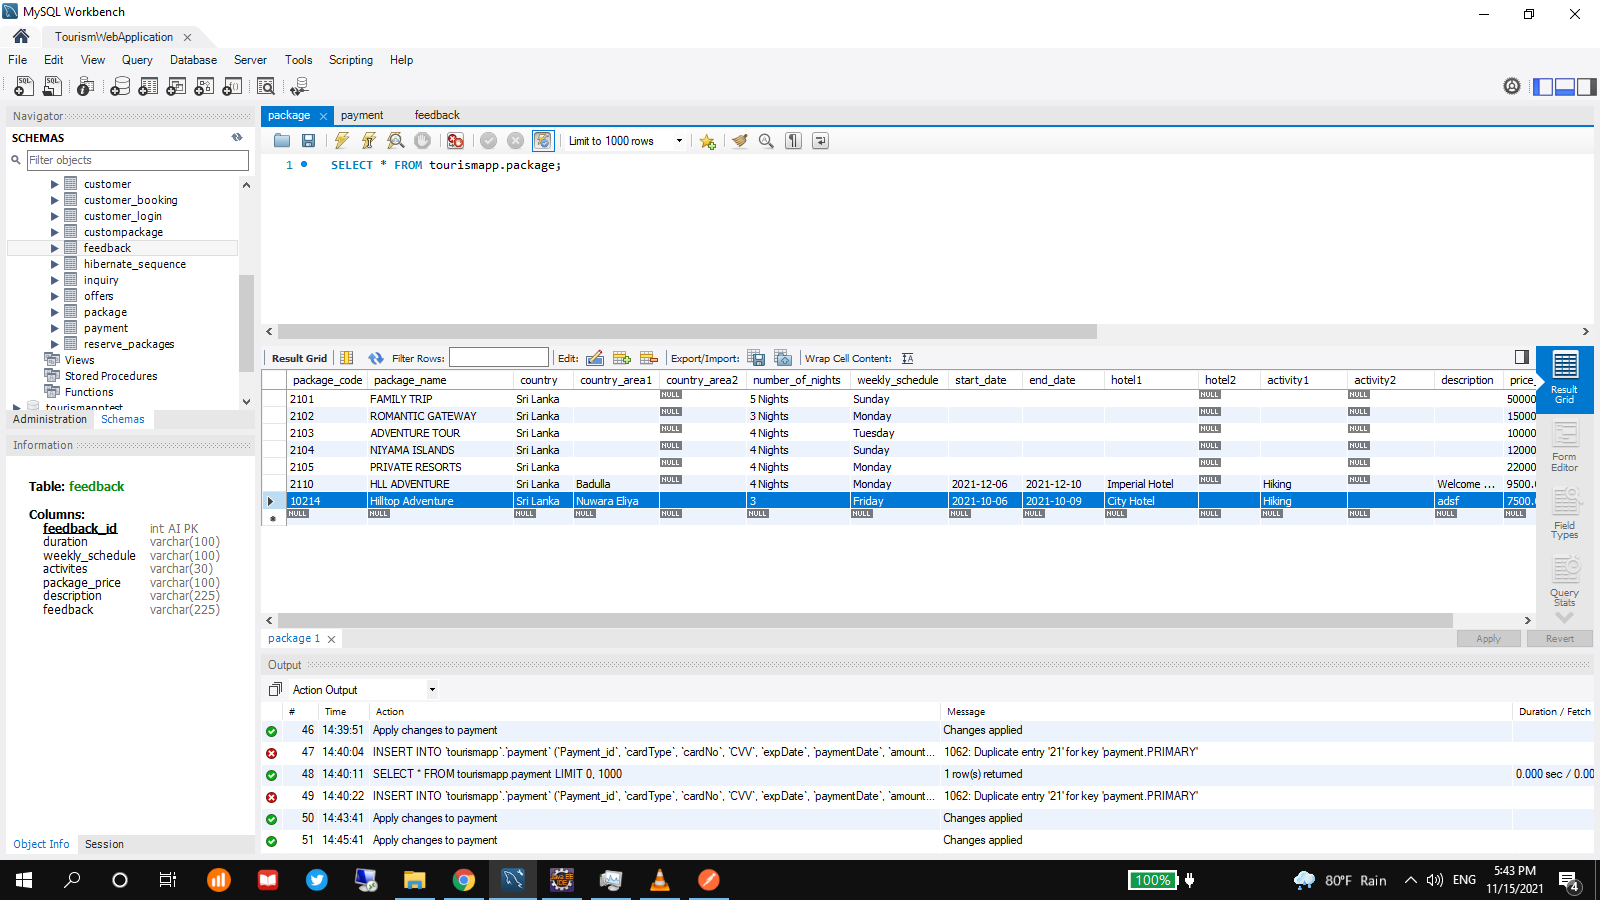 MySQL Workbench
TourismWebApplication
File Edit View Query Database Server Tools Scripting Help
Navigator
SCHEMAS
Filter objects
customer
customer_booking
customer_login
custompackage
feedback
hibernate_sequence
inquiry
offers
package
payment
reserve_packages
Views
Stored Procedures
Functions
tourismapptest
Administration Schemas
Information
Table: feedback
Columns:
feedback_id int AI PK
duration varchar(100)
weekly_schedule varchar(100)
activites varchar(30)
package_price varchar(100)
description varchar(225)
feedback varchar(225)
Object Info Session
package payment feedback
Limit to 1000 rows
1 SELECT * FROM tourismapp.package;
Result Grid Filter Rows: Edit: Export/Import: Wrap Cell Content:
package_code package_name country country_area1 country_area2 number_of_nights weekly_schedule start_date end_date hotel1 hotel2 activity1 activity2 description price_
2101 FAMILY TRIP Sri Lanka NULL 5 Nights Sunday NULL NULL 50000
2102 ROMANTIC GATEWAY Sri Lanka NULL 3 Nights Monday NULL NULL 15000
2103 ADVENTURE TOUR Sri Lanka NULL 4 Nights Tuesday NULL NULL 10000
2104 NIYAMA ISLANDS Sri Lanka NULL 4 Nights Sunday NULL NULL 12000
2105 PRIVATE RESORTS Sri Lanka NULL 4 Nights Monday NULL NULL 22000
2110 HLL ADVENTURE Sri Lanka Badulla NULL 4 Nights Monday 2021-12-06 2021-12-10 Imperial Hotel NULL Hiking NULL Welcome ... 9500.
10214 Hilltop Adventure Sri Lanka Nuwara Eliya 3 Friday 2021-10-06 2021-10-09 City Hotel Hiking adsf 7500.
NULL NULL NULL NULL NULL NULL NULL NULL NULL NULL NULL NULL NULL NULL NULL
Result Grid
Form Editor
Field Types
Query Stats
package 1
Apply Revert
Output
Action Output
# Time Action Message Duration / Fetch
46 14:39:51 Apply changes to payment Changes applied
47 14:40:04 INSERT INTO `tourismapp`.`payment` (`Payment_id`, `cardType`, `cardNo`, `CVV`, `expDate`, `paymentDate`, `amount... 1062: Duplicate entry '21' for key 'payment.PRIMARY'
48 14:40:11 SELECT * FROM tourismapp.payment LIMIT 0, 1000 1 row(s) returned 0.000 sec / 0.00
49 14:40:22 INSERT INTO `tourismapp`.`payment` (`Payment_id`, `cardType`, `cardNo`, `CVV`, `expDate`, `paymentDate`, `amount... 1062: Duplicate entry '21' for key 'payment.PRIMARY'
50 14:43:41 Apply changes to payment Changes applied
51 14:45:41 Apply changes to payment Changes applied
100% 80°F Rain ENG 5:43 PM
11/15/2021 4